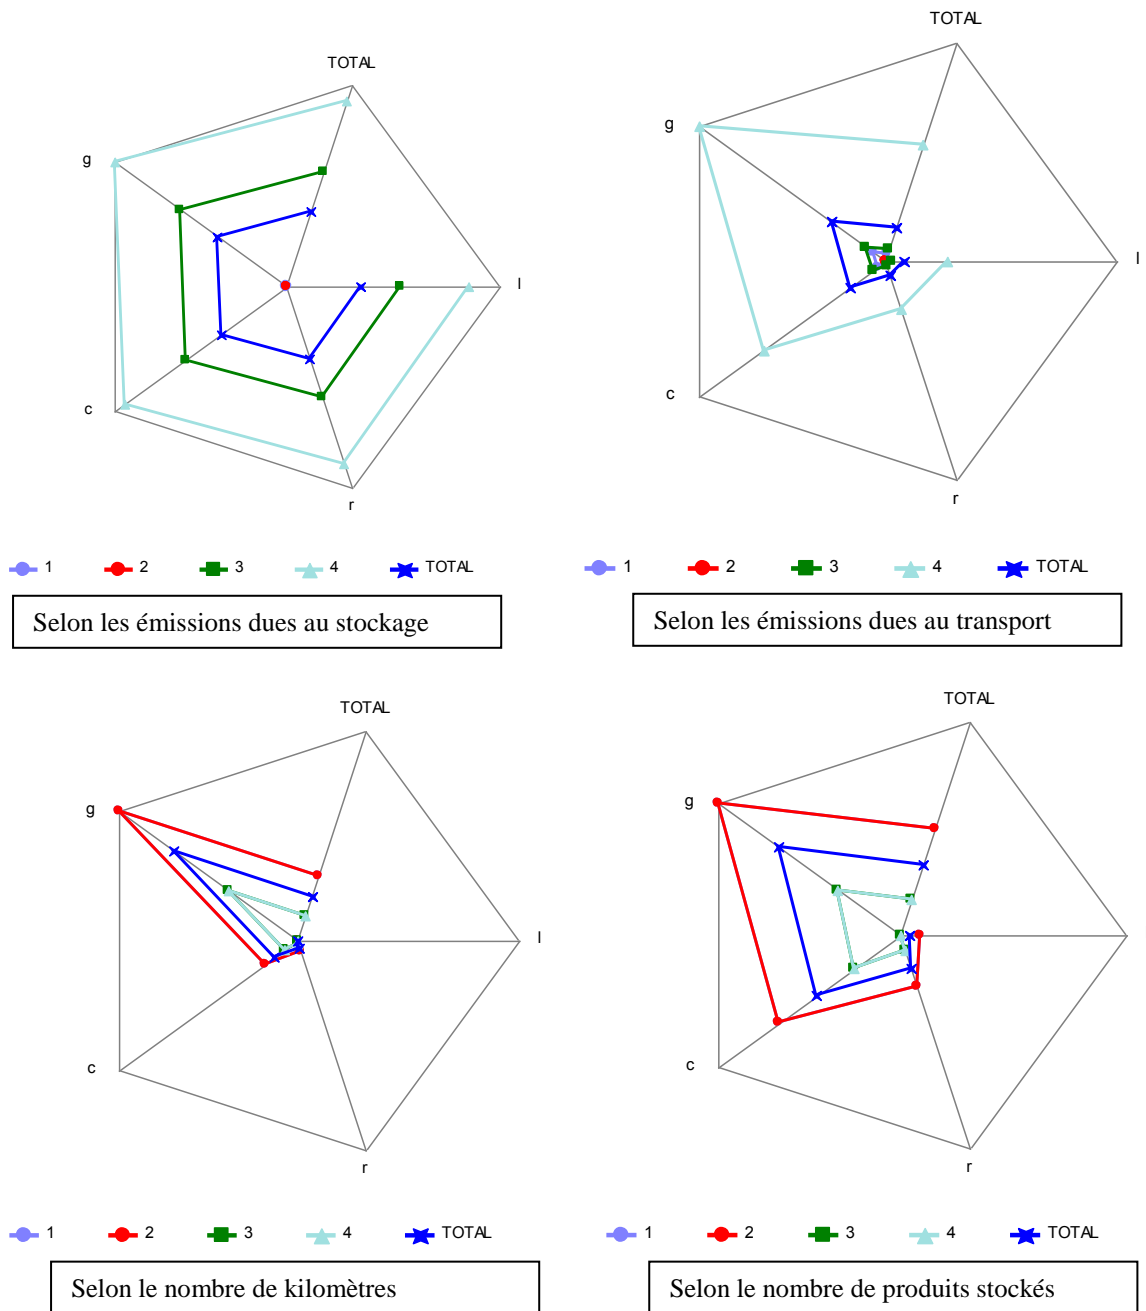 TOTAL
g
l
c
r
1 2 3 4 TOTAL
Selon les émissions dues au stockage
TOTAL
g
l
c
r
1 2 3 4 TOTAL
Selon les émissions dues au transport
TOTAL
g
l
c
r
1 2 3 4 TOTAL
Selon le nombre de kilomètres
TOTAL
g
c
r
1 2 3 4 TOTAL
Selon le nombre de produits stockés